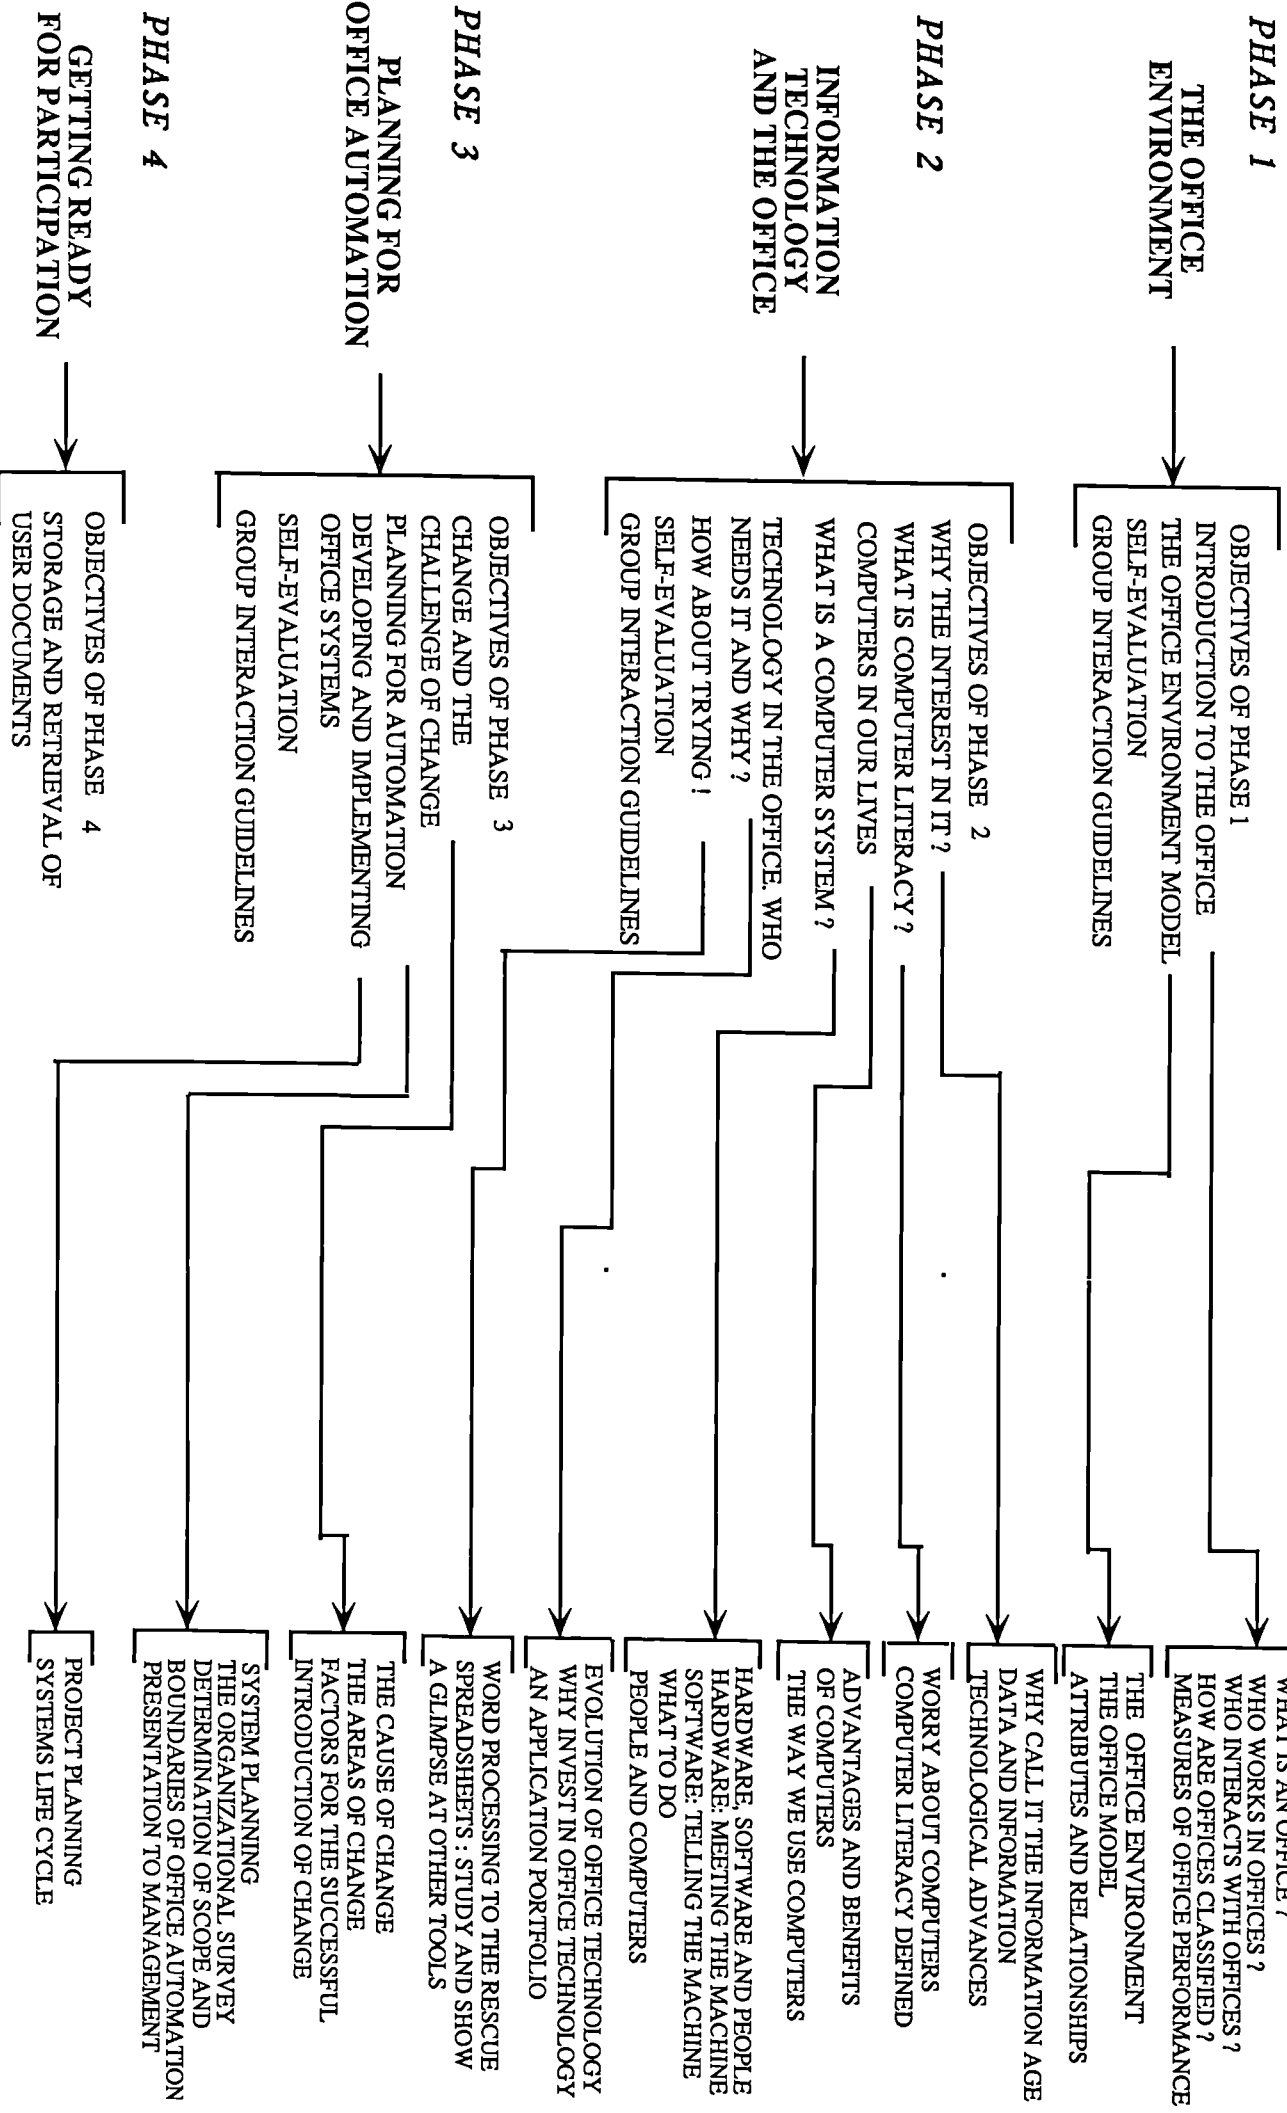 PHASE 1
THE OFFICE
ENVIRONMENT
OBJECTIVES OF PHASE 1
INTRODUCTION TO THE OFFICE
THE OFFICE ENVIRONMENT MODEL
SELF-EVALUATION
GROUP INTERACTION GUIDELINES
WHAT IS AN OFFICE ?
WHO WORKS IN OFFICES ?
WHO INTERACTS WITH OFFICES ?
HOW ARE OFFICES CLASSIFIED ?
MEASURES OF OFFICE PERFORMANCE
THE OFFICE ENVIRONMENT
THE OFFICE MODEL
ATTRIBUTES AND RELATIONSHIPS
PHASE 2
INFORMATION
TECHNOLOGY
AND THE OFFICE
OBJECTIVES OF PHASE 2
WHY THE INTEREST IN IT ?
WHAT IS COMPUTER LITERACY ?
COMPUTERS IN OUR LIVES
WHAT IS A COMPUTER SYSTEM ?
TECHNOLOGY IN THE OFFICE. WHO
NEEDS IT AND WHY ?
HOW ABOUT TRYING !
SELF-EVALUATION
GROUP INTERACTION GUIDELINES
WHY CALL IT THE INFORMATION AGE
DATA AND INFORMATION
TECHNOLOGICAL ADVANCES
WORRY ABOUT COMPUTERS
COMPUTER LITERACY DEFINED
ADVANTAGES AND BENEFITS
OF COMPUTERS
THE WAY WE USE COMPUTERS
HARDWARE, SOFTWARE AND PEOPLE
HARDWARE: MEETING THE MACHINE
SOFTWARE: TELLING THE MACHINE
WHAT TO DO
PEOPLE AND COMPUTERS
EVOLUTION OF OFFICE TECHNOLOGY
WHY INVEST IN OFFICE TECHNOLOGY
AN APPLICATION PORTFOLIO
WORD PROCESSING TO THE RESCUE
SPREADSHEETS : STUDY AND SHOW
A GLIMPSE AT OTHER TOOLS
PHASE 3
PLANNING FOR
OFFICE AUTOMATION
OBJECTIVES OF PHASE 3
CHANGE AND THE
CHALLENGE OF CHANGE
PLANNING FOR AUTOMATION
DEVELOPING AND IMPLEMENTING
OFFICE SYSTEMS
SELF-EVALUATION
GROUP INTERACTION GUIDELINES
THE CAUSE OF CHANGE
THE AREAS OF CHANGE
FACTORS FOR THE SUCCESSFUL
INTRODUCTION OF CHANGE
SYSTEM PLANNING
THE ORGANIZATIONAL SURVEY
DETERMINATION OF SCOPE AND
BOUNDARIES OF OFFICE AUTOMATION
PRESENTATION TO MANAGEMENT
PROJECT PLANNING
SYSTEMS LIFE CYCLE
PHASE 4
GETTING READY
FOR PARTICIPATION
OBJECTIVES OF PHASE 4
STORAGE AND RETRIEVAL OF
USER DOCUMENTS